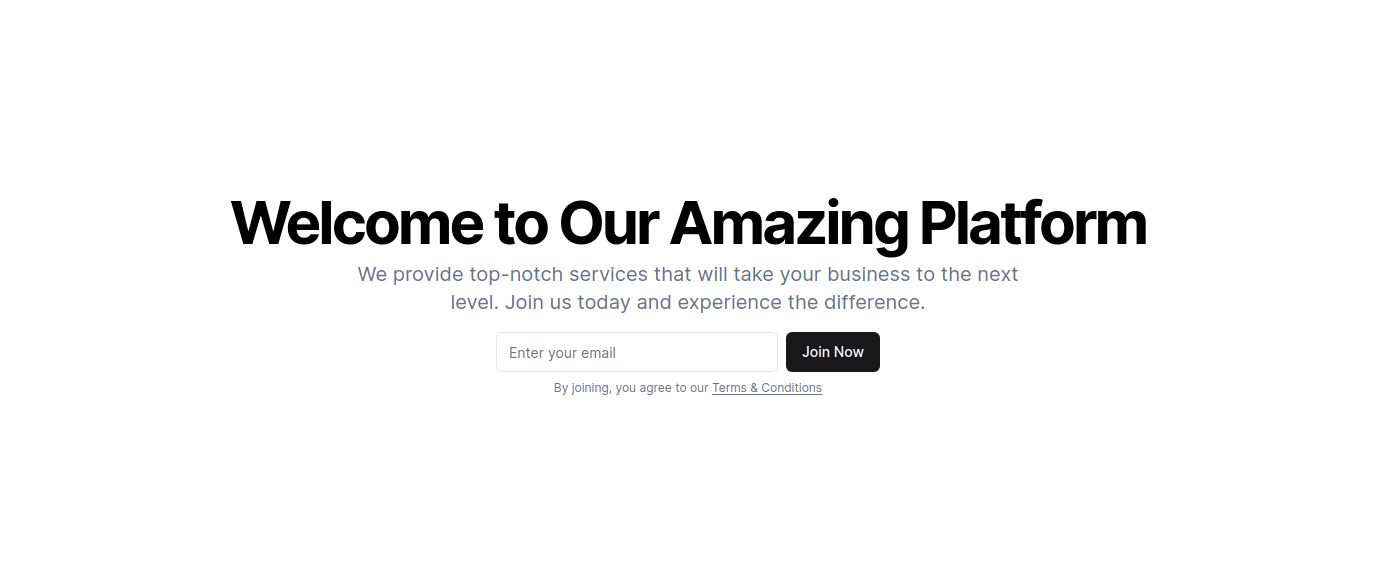 Welcome to Our Amazing Platform
We provide top-notch services that will take your business to the next
level. Join us today and experience the difference.
Enter your email
Join Now
By joining, you agree to our Terms & Conditions